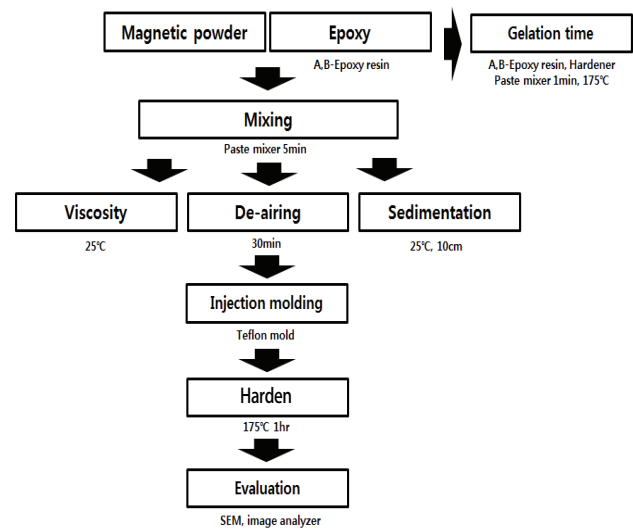 Magnetic powder
Epoxy
Gelation time
A,B-Epoxy resin
A,B-Epoxy resin, Hardener
Paste mixer 1min, 175℃
Mixing
Paste mixer 5min
Viscosity
De-airing
Sedimentation
25℃
30min
25℃, 10cm
Injection molding
Teflon mold
Harden
175℃ 1hr
Evaluation
SEM, image analyzer